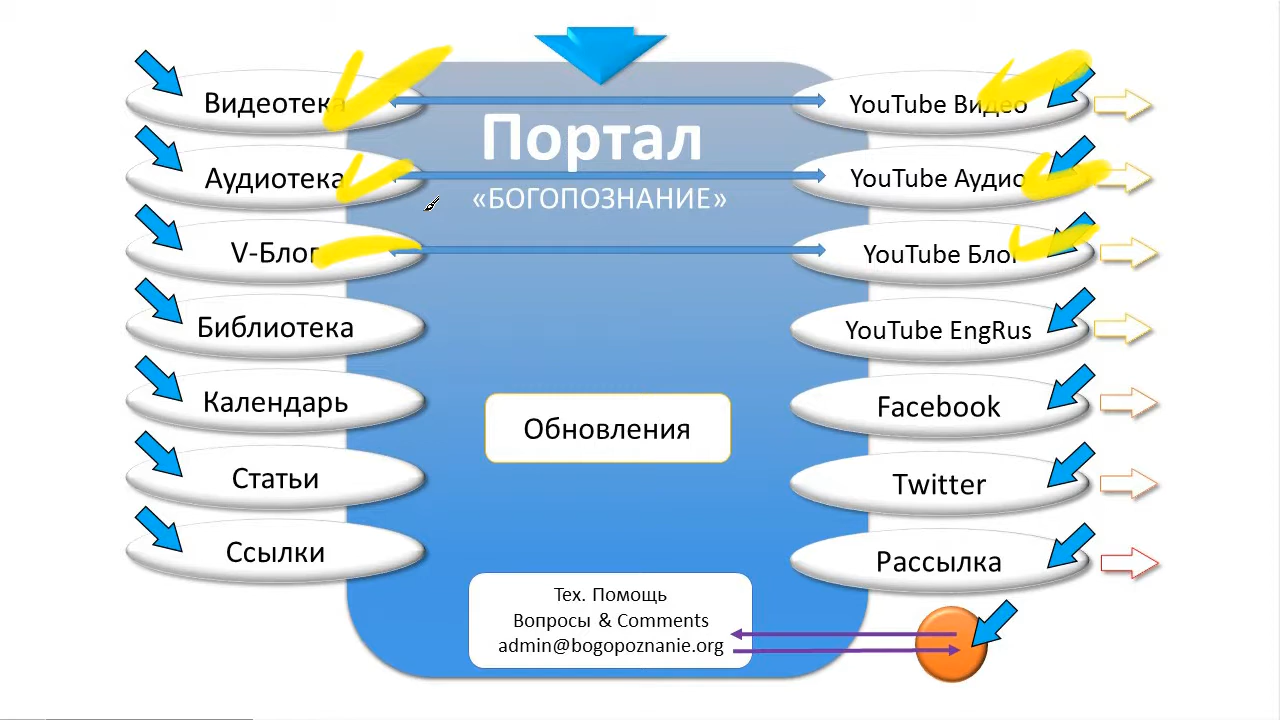 Видеотека
YouTube Видео
Портал
Аудиотека
YouTube Аудио
«БОГОПОЗНАНИЕ»
V-Блог
YouTube Блог
Библиотека
YouTube EngRus
Календарь
Facebook
Обновления
Статьи
Twitter
Ссылки
Рассылка
Тех. Помощь
Вопросы & Comments
admin@bogopoznanie.org